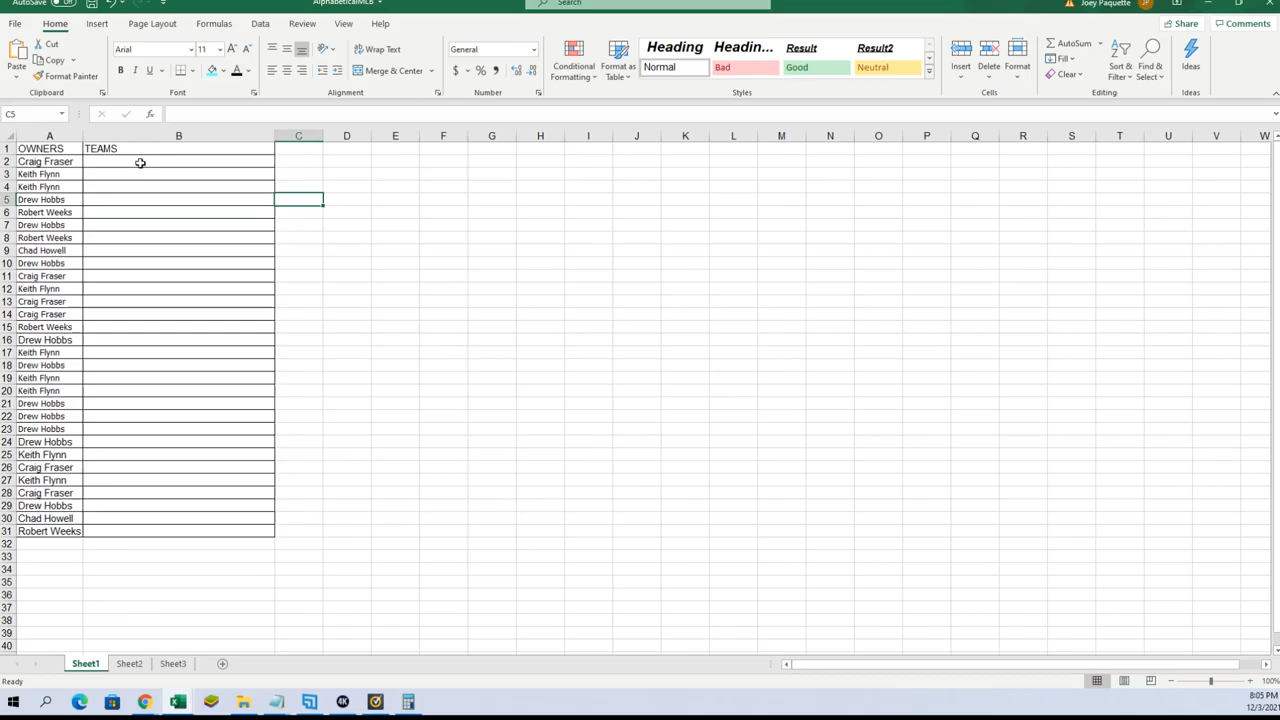 AutoSave Off AlphabeticalMLB Search Joey Paquette JP
File Home Insert Page Layout Formulas Data Review View Help Share Comments
Cut Arial 11 Wrap Text General Heading Headin... Result Result2 AutoSum
Copy Fill
Paste Format Painter B I U Merge & Center $ % Conditional Formatting Format as Table Normal Bad Good Neutral Insert Delete Format Clear Sort & Filter Find & Select Ideas
Clipboard Font Alignment Number Styles Cells Editing Ideas
C5 fx
A B C D E F G H I J K L M N O P Q R S T U V W
1 OWNERS TEAMS
2 Craig Fraser
3 Keith Flynn
4 Keith Flynn
5 Drew Hobbs
6 Robert Weeks
7 Drew Hobbs
8 Robert Weeks
9 Chad Howell
10 Drew Hobbs
11 Craig Fraser
12 Keith Flynn
13 Craig Fraser
14 Craig Fraser
15 Robert Weeks
16 Drew Hobbs
17 Keith Flynn
18 Drew Hobbs
19 Keith Flynn
20 Keith Flynn
21 Drew Hobbs
22 Drew Hobbs
23 Drew Hobbs
24 Drew Hobbs
25 Keith Flynn
26 Craig Fraser
27 Keith Flynn
28 Craig Fraser
29 Drew Hobbs
30 Chad Howell
31 Robert Weeks
32
33
34
35
36
37
38
39
40
Sheet1 Sheet2 Sheet3
Ready 100%
4K 8:05 PM
12/3/2021